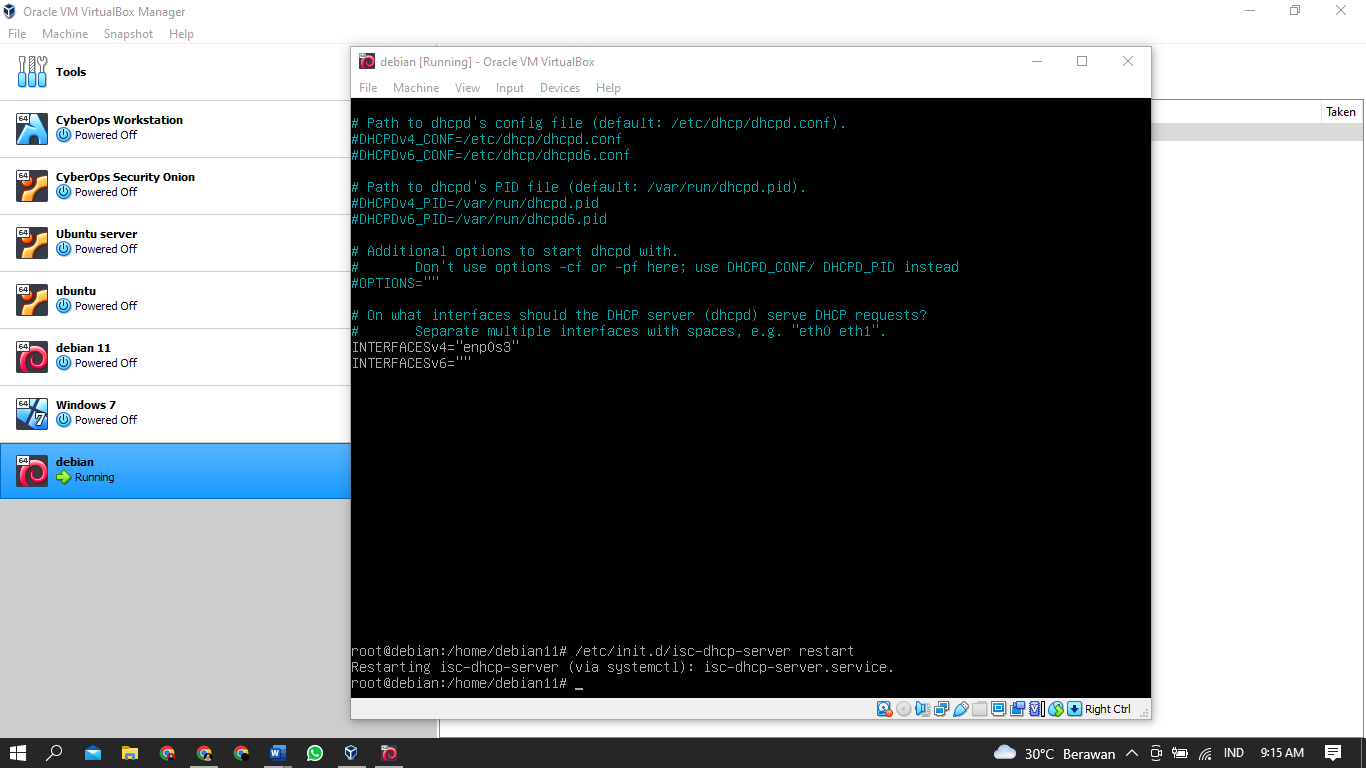 Oracle VM VirtualBox Manager
File Machine Snapshot Help
Tools
64
CyberOps Workstation
Powered Off
64
CyberOps Security Onion
Powered Off
64
Ubuntu server
Powered Off
64
ubuntu
Powered Off
64
debian 11
Powered Off
64
Windows 7
Powered Off
64
debian
Running
Taken
debian [Running] - Oracle VM VirtualBox
File Machine View Input Devices Help
# Path to dhcpd's config file (default: /etc/dhcp/dhcpd.conf).
#DHCPDv4_CONF=/etc/dhcp/dhcpd.conf
#DHCPDv6_CONF=/etc/dhcp/dhcpd6.conf
# Path to dhcpd's PID file (default: /var/run/dhcpd.pid).
#DHCPDv4_PID=/var/run/dhcpd.pid
#DHCPDv6_PID=/var/run/dhcpd6.pid
# Additional options to start dhcpd with.
#       Don't use options -cf or -pf here; use DHCPD_CONF/ DHCPD_PID instead
#OPTIONS=""
# On what interfaces should the DHCP server (dhcpd) serve DHCP requests?
#       Separate multiple interfaces with spaces, e.g. "eth0 eth1".
INTERFACESv4="enp0s3"
INTERFACESv6=""
root@debian:/home/debian11# /etc/init.d/isc-dhcp-server restart
Restarting isc-dhcp-server (via systemctl): isc-dhcp-server.service.
root@debian:/home/debian11# _
Right Ctrl
30°C Berawan
IND
9:15 AM